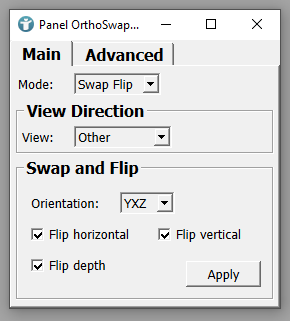 Panel OrthoSwap...
Main Advanced
Mode: Swap Flip
View Direction
View: Other
Swap and Flip
Orientation: YXZ
Flip horizontal Flip vertical
Flip depth
Apply